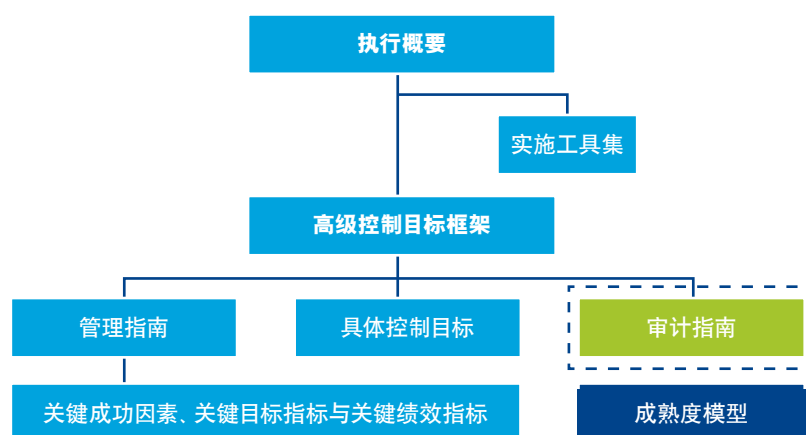 执行概要
实施工具集
高级控制目标框架
管理指南
具体控制目标
审计指南
关键成功因素、关键目标指标与关键绩效指标
成熟度模型